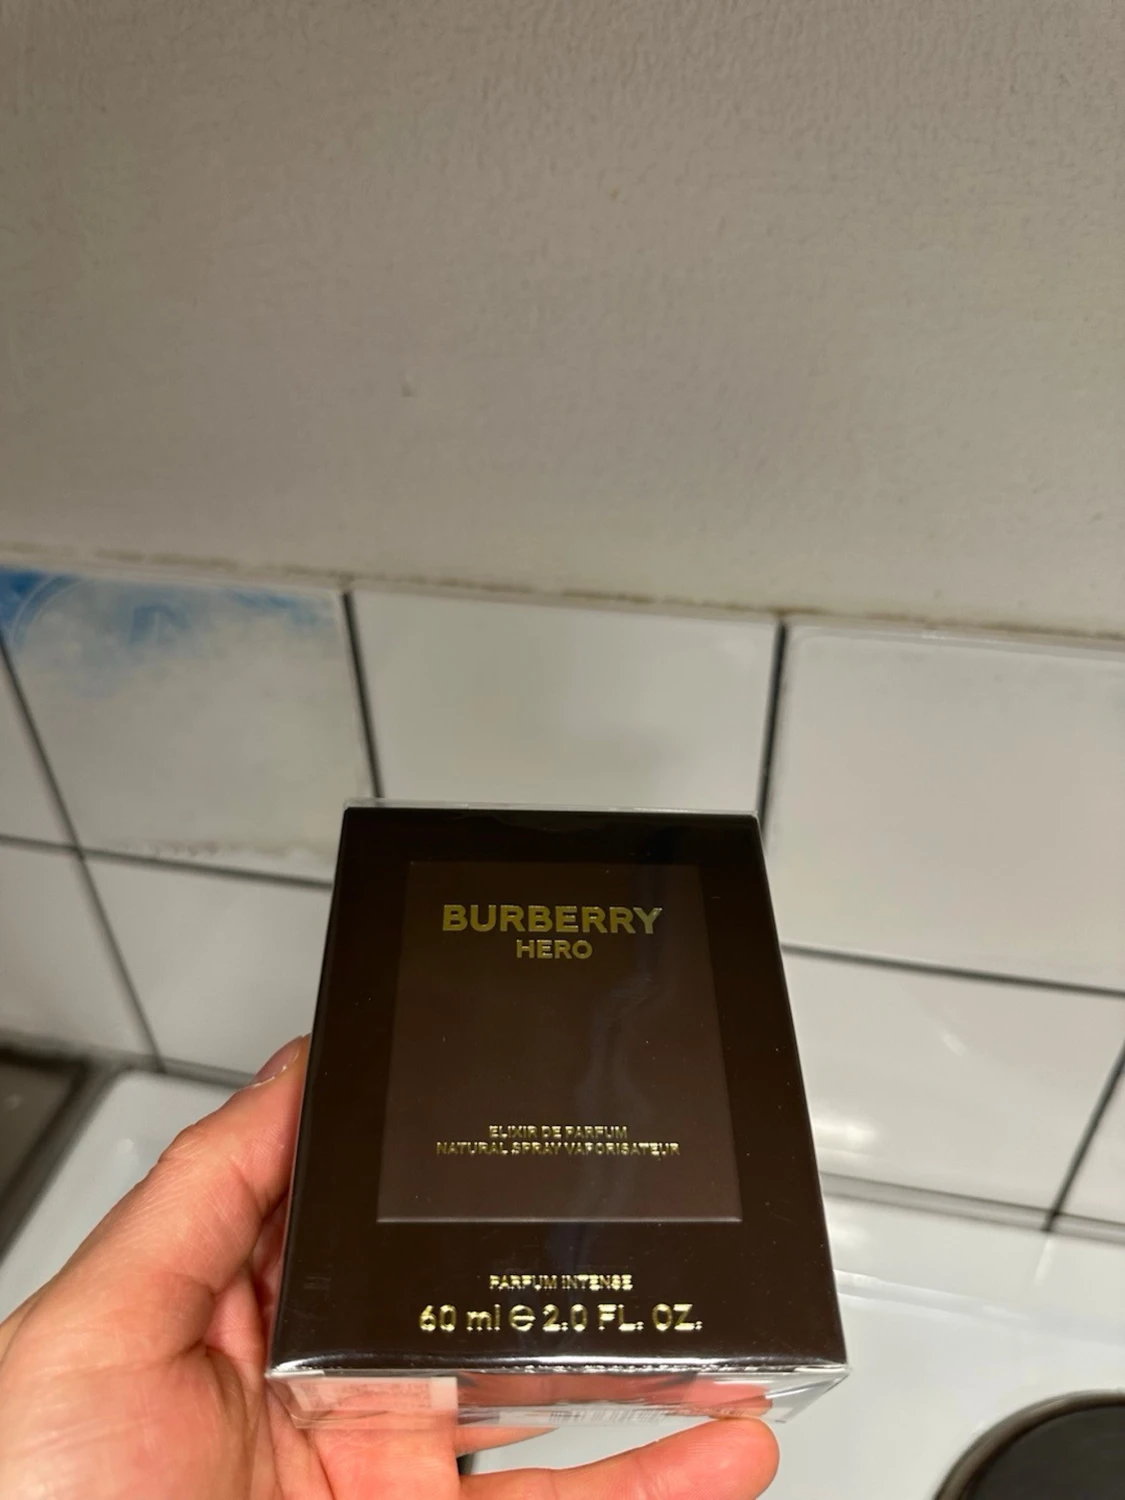 BURBERRY
HERO
ELIXIR DE PARFUM
NATURAL SPRAY VAPORISATEUR
PARFUM INTENSE
60 ml ℮ 2.0 FL. OZ.